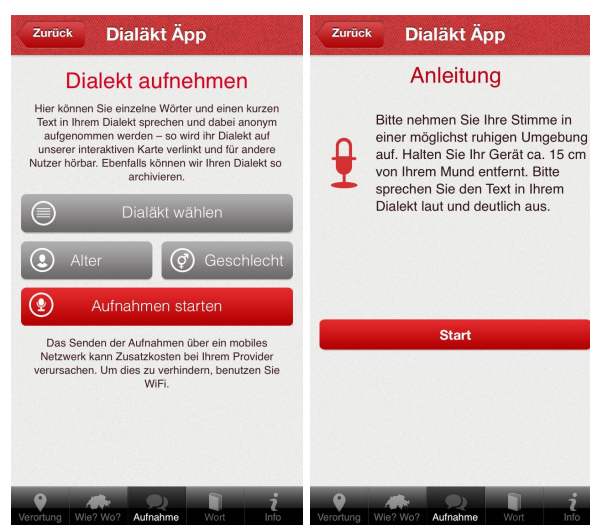 Zurück
Dialäkt Äpp
Dialekt aufnehmen
Hier können Sie einzelne Wörter und einen kurzen
Text in Ihrem Dialekt sprechen und dabei anonym
aufgenommen werden – so wird ihr Dialekt auf
unserer interaktiven Karte verlinkt und für andere
Nutzer hörbar. Ebenfalls können wir Ihren Dialekt so
archivieren.
Dialäkt wählen
Alter
Geschlecht
Aufnahmen starten
Das Senden der Aufnahmen über ein mobiles
Netzwerk kann Zusatzkosten bei Ihrem Provider
verursachen. Um dies zu verhindern, benutzen Sie
WiFi.
Verortung
Wie? Wo?
Aufnahme
Wort
Info
Zurück
Dialäkt Äpp
Anleitung
Bitte nehmen Sie Ihre Stimme in
einer möglichst ruhigen Umgebung
auf. Halten Sie Ihr Gerät ca. 15 cm
von Ihrem Mund entfernt. Bitte
sprechen Sie den Text in Ihrem
Dialekt laut und deutlich aus.
Start
Verortung
Wie? Wo?
Aufnahme
Wort
Info